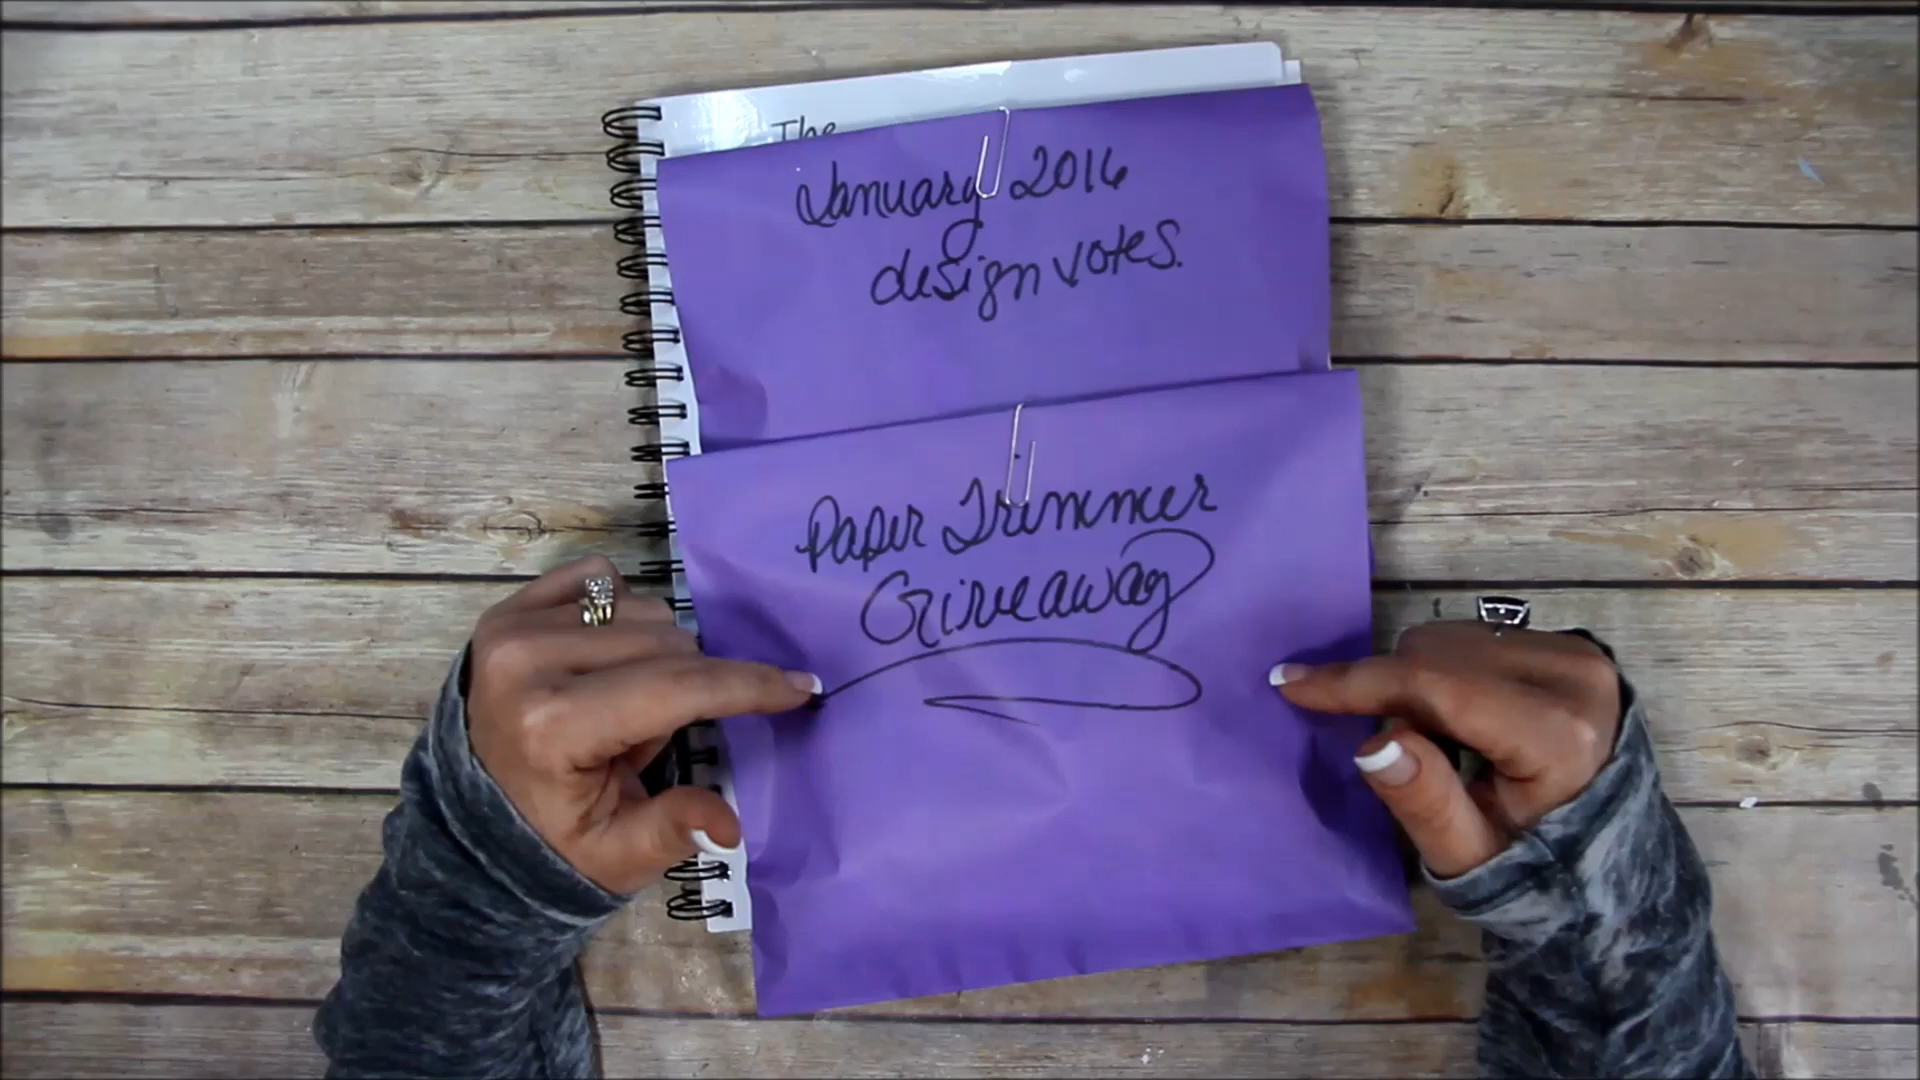 The
January 2016
design votes.
Paper Trimmer
Giveaway